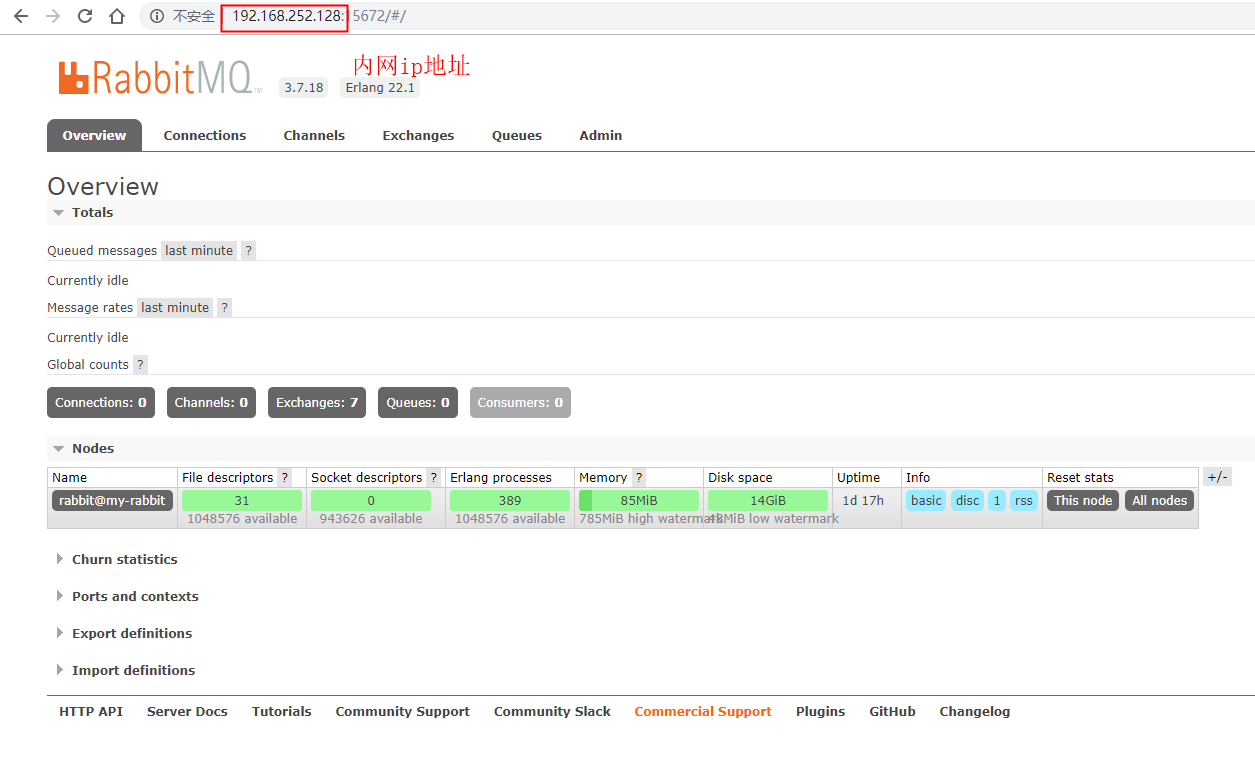 不安全 192.168.252.128:15672/#/
内网ip地址
RabbitMQ TM 3.7.18 Erlang 22.1
Overview Connections Channels Exchanges Queues Admin
Overview
Totals
Queued messages last minute ?
Currently idle
Message rates last minute ?
Currently idle
Global counts ?
Connections: 0 Channels: 0 Exchanges: 7 Queues: 0 Consumers: 0
Nodes
Name File descriptors ? Socket descriptors ? Erlang processes Memory ? Disk space Uptime Info Reset stats +/-
rabbit@my-rabbit 31 0 389 85MiB 14GiB 1d 17h basic disc 1 rss This node All nodes
1048576 available 943626 available 1048576 available 785MiB high watermark 48MiB low watermark
Churn statistics
Ports and contexts
Export definitions
Import definitions
HTTP API Server Docs Tutorials Community Support Community Slack Commercial Support Plugins GitHub Changelog